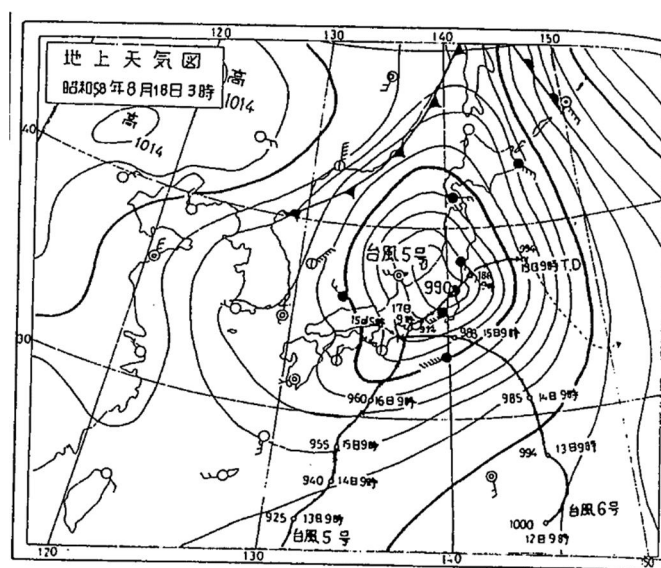 地上天気図
昭和58年8月18日3時
130
140
150
高
1014
高
1014
40
台風5号
990
994
19日9時 T.D
18日
17日
9時
15日15時
988 15日9時
30
960 16日9時
985 14日9時
955 15日9時
994 13日9時
940 14日9時
925 13日9時
台風5号
1000
12日9時
台風6号
120
130
140
150